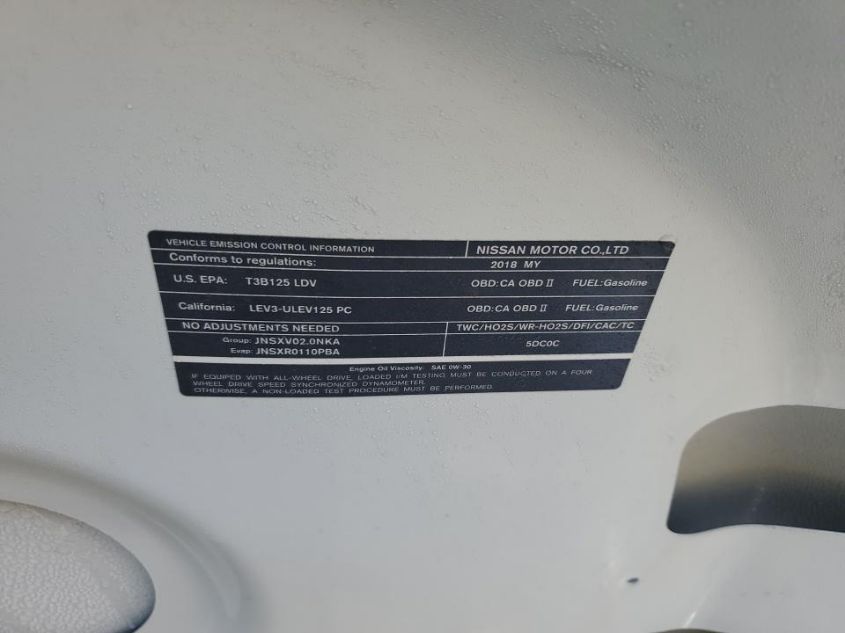 VEHICLE EMISSION CONTROL INFORMATION NISSAN MOTOR CO.,LTD
Conforms to regulations: 2018 MY
U.S. EPA: T3B125 LDV OBD:CA OBD II FUEL:Gasoline
California: LEV3-ULEV125 PC OBD:CA OBD II FUEL:Gasoline
NO ADJUSTMENTS NEEDED TWC/HO2S/WR-HO2S/DFI/CAC/TC
Group: JNSXV02.0NKA 5DC0C
Evap: JNSXR0110PBA
Engine Oil Viscosity: SAE 0W-30
IF EQUIPED WITH ALL-WHEEL DRIVE, LOADED I/M TESTING MUST BE CONDUCTED ON A FOUR
WHEEL DRIVE SPEED SYNCHRONIZED DYNAMOMETER.
OTHERWISE, A NON-LOADED TEST PROCEDURE MUST BE PERFORMED.